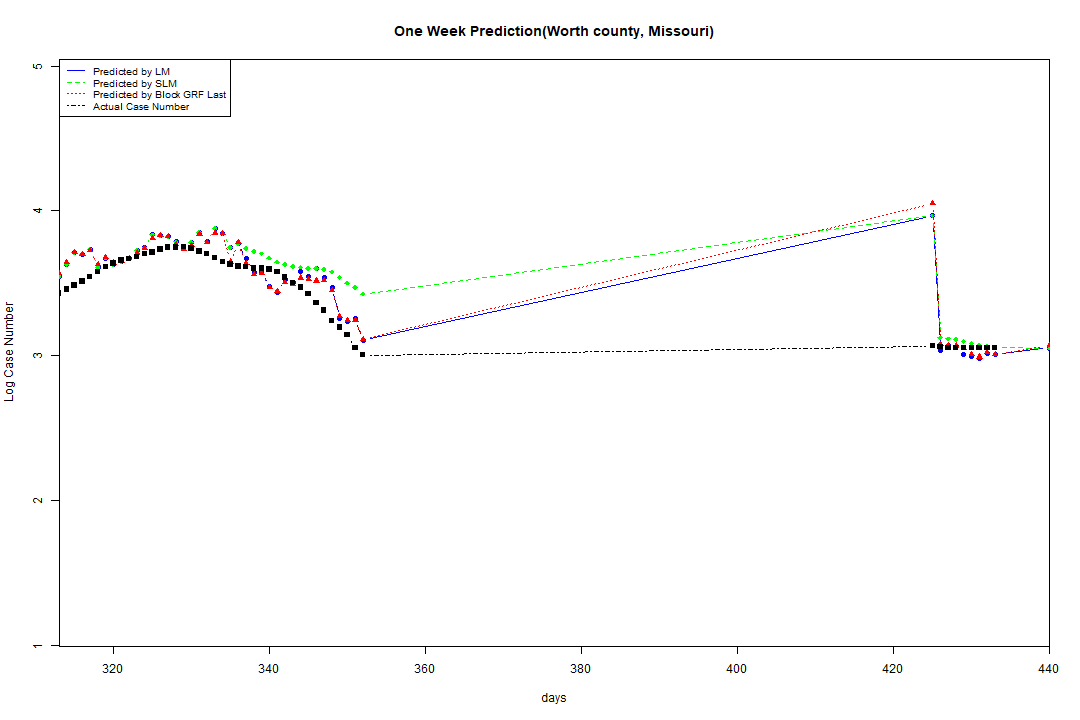 One Week Prediction(Worth county, Missouri)
Predicted by LM
Predicted by SLM
Predicted by Block GRF Last
Actual Case Number
5
4
3
2
1
Log Case Number
320 340 360 380 400 420 440
days